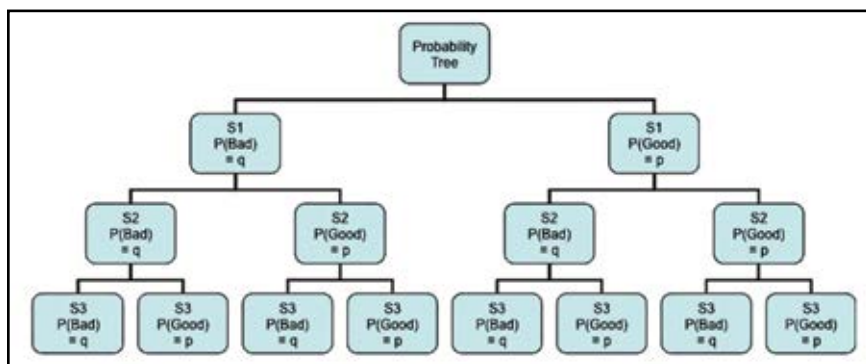 Probability
Tree
S1
P(Bad)
= q
S1
P(Good)
= p
S2
P(Bad)
= q
S2
P(Good)
= p
S2
P(Bad)
= q
S2
P(Good)
= p
S3
P(Bad)
= q
S3
P(Good)
= p
S3
P(Bad)
= q
S3
P(Good)
= p
S3
P(Bad)
= q
S3
P(Good)
= p
S3
P(Bad)
= q
S3
P(Good)
= p